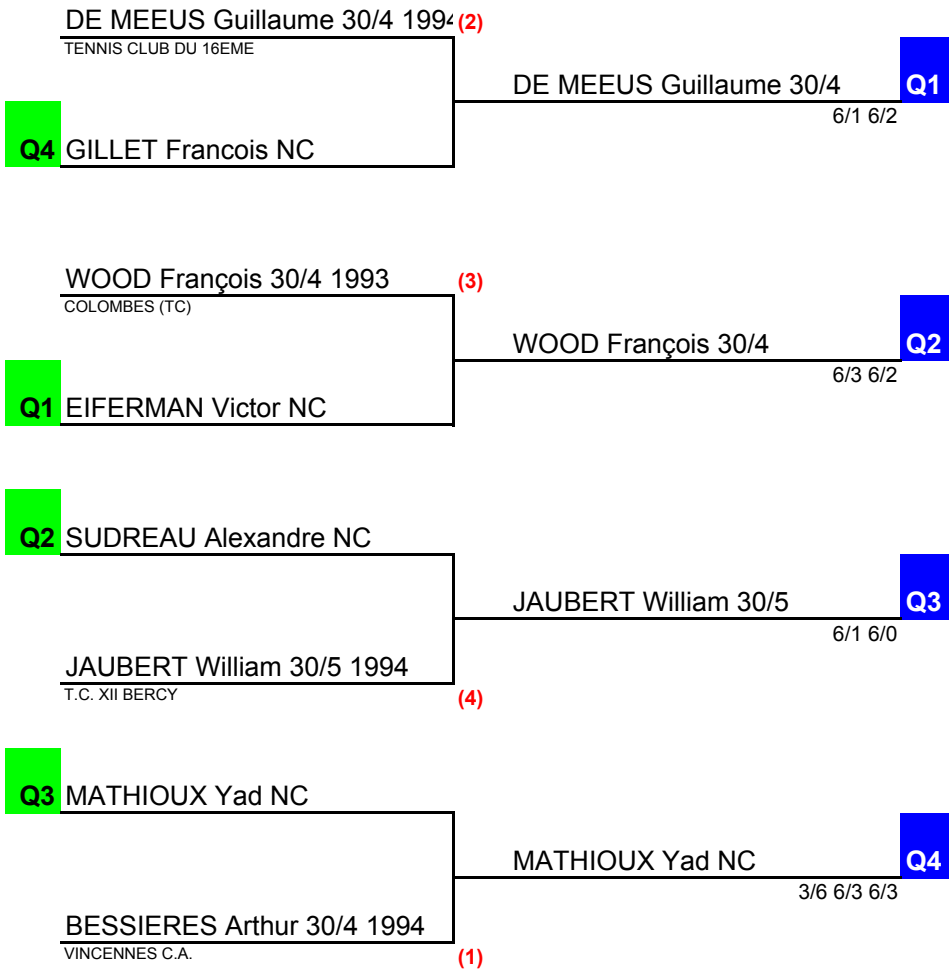 DE MEEUS Guillaume 30/4 1994 (2)
TENNIS CLUB DU 16EME
DE MEEUS Guillaume 30/4 Q1
6/1 6/2
Q4 GILLET Francois NC
WOOD François 30/4 1993 (3)
COLOMBES (TC)
WOOD François 30/4 Q2
6/3 6/2
Q1 EIFERMAN Victor NC
Q2 SUDREAU Alexandre NC
JAUBERT William 30/5 Q3
6/1 6/0
JAUBERT William 30/5 1994
T.C. XII BERCY (4)
Q3 MATHIOUX Yad NC
MATHIOUX Yad NC Q4
3/6 6/3 6/3
BESSIERES Arthur 30/4 1994
VINCENNES C.A. (1)